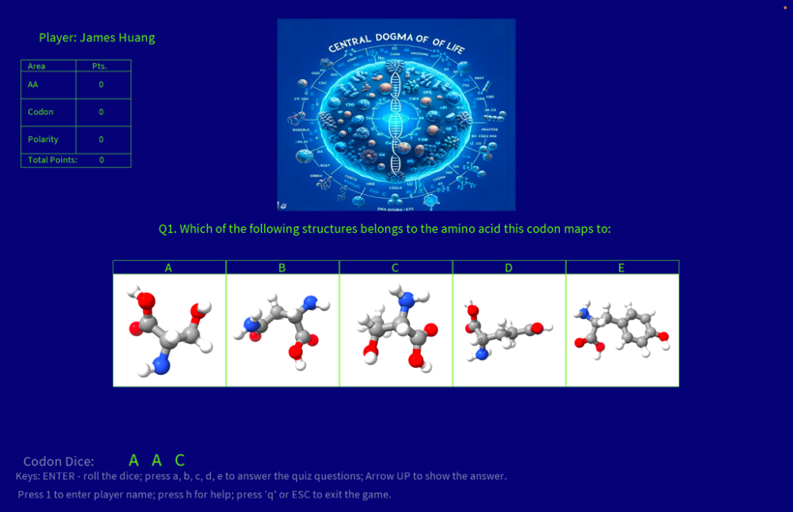 Player: James Huang
Area Pts.
AA 0
Codon 0
Polarity 0
Total Points: 0
CENTRAL DOGMA OF OF LIFE
Q1. Which of the following structures belongs to the amino acid this codon maps to:
A B C D E
Codon Dice: A A C
Keys: ENTER - roll the dice; press a, b, c, d, e to answer the quiz questions; Arrow UP to show the answer.
Press 1 to enter player name; press h for help; press 'q' or ESC to exit the game.